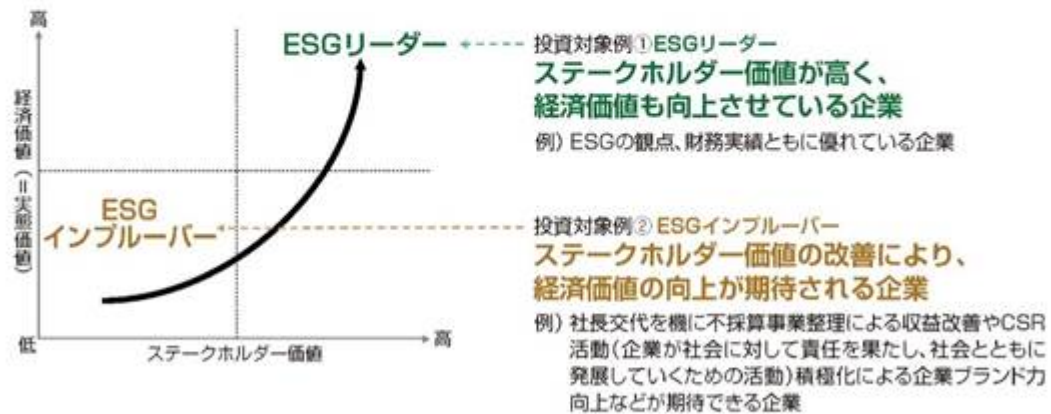 高
経済価値（＝実態価値）
低
ステークホルダー価値
高
ESGリーダー
ESG
インプルーバー
投資対象例①ESGリーダー
ステークホルダー価値が高く、
経済価値も向上させている企業
例）ESGの観点、財務実績ともに優れている企業
投資対象例②ESGインプルーバー
ステークホルダー価値の改善により、
経済価値の向上が期待される企業
例）社長交代を機に不採算事業整理による収益改善やCSR
活動（企業が社会に対して責任を果たし、社会とともに
発展していくための活動）積極化による企業ブランド力
向上などが期待できる企業